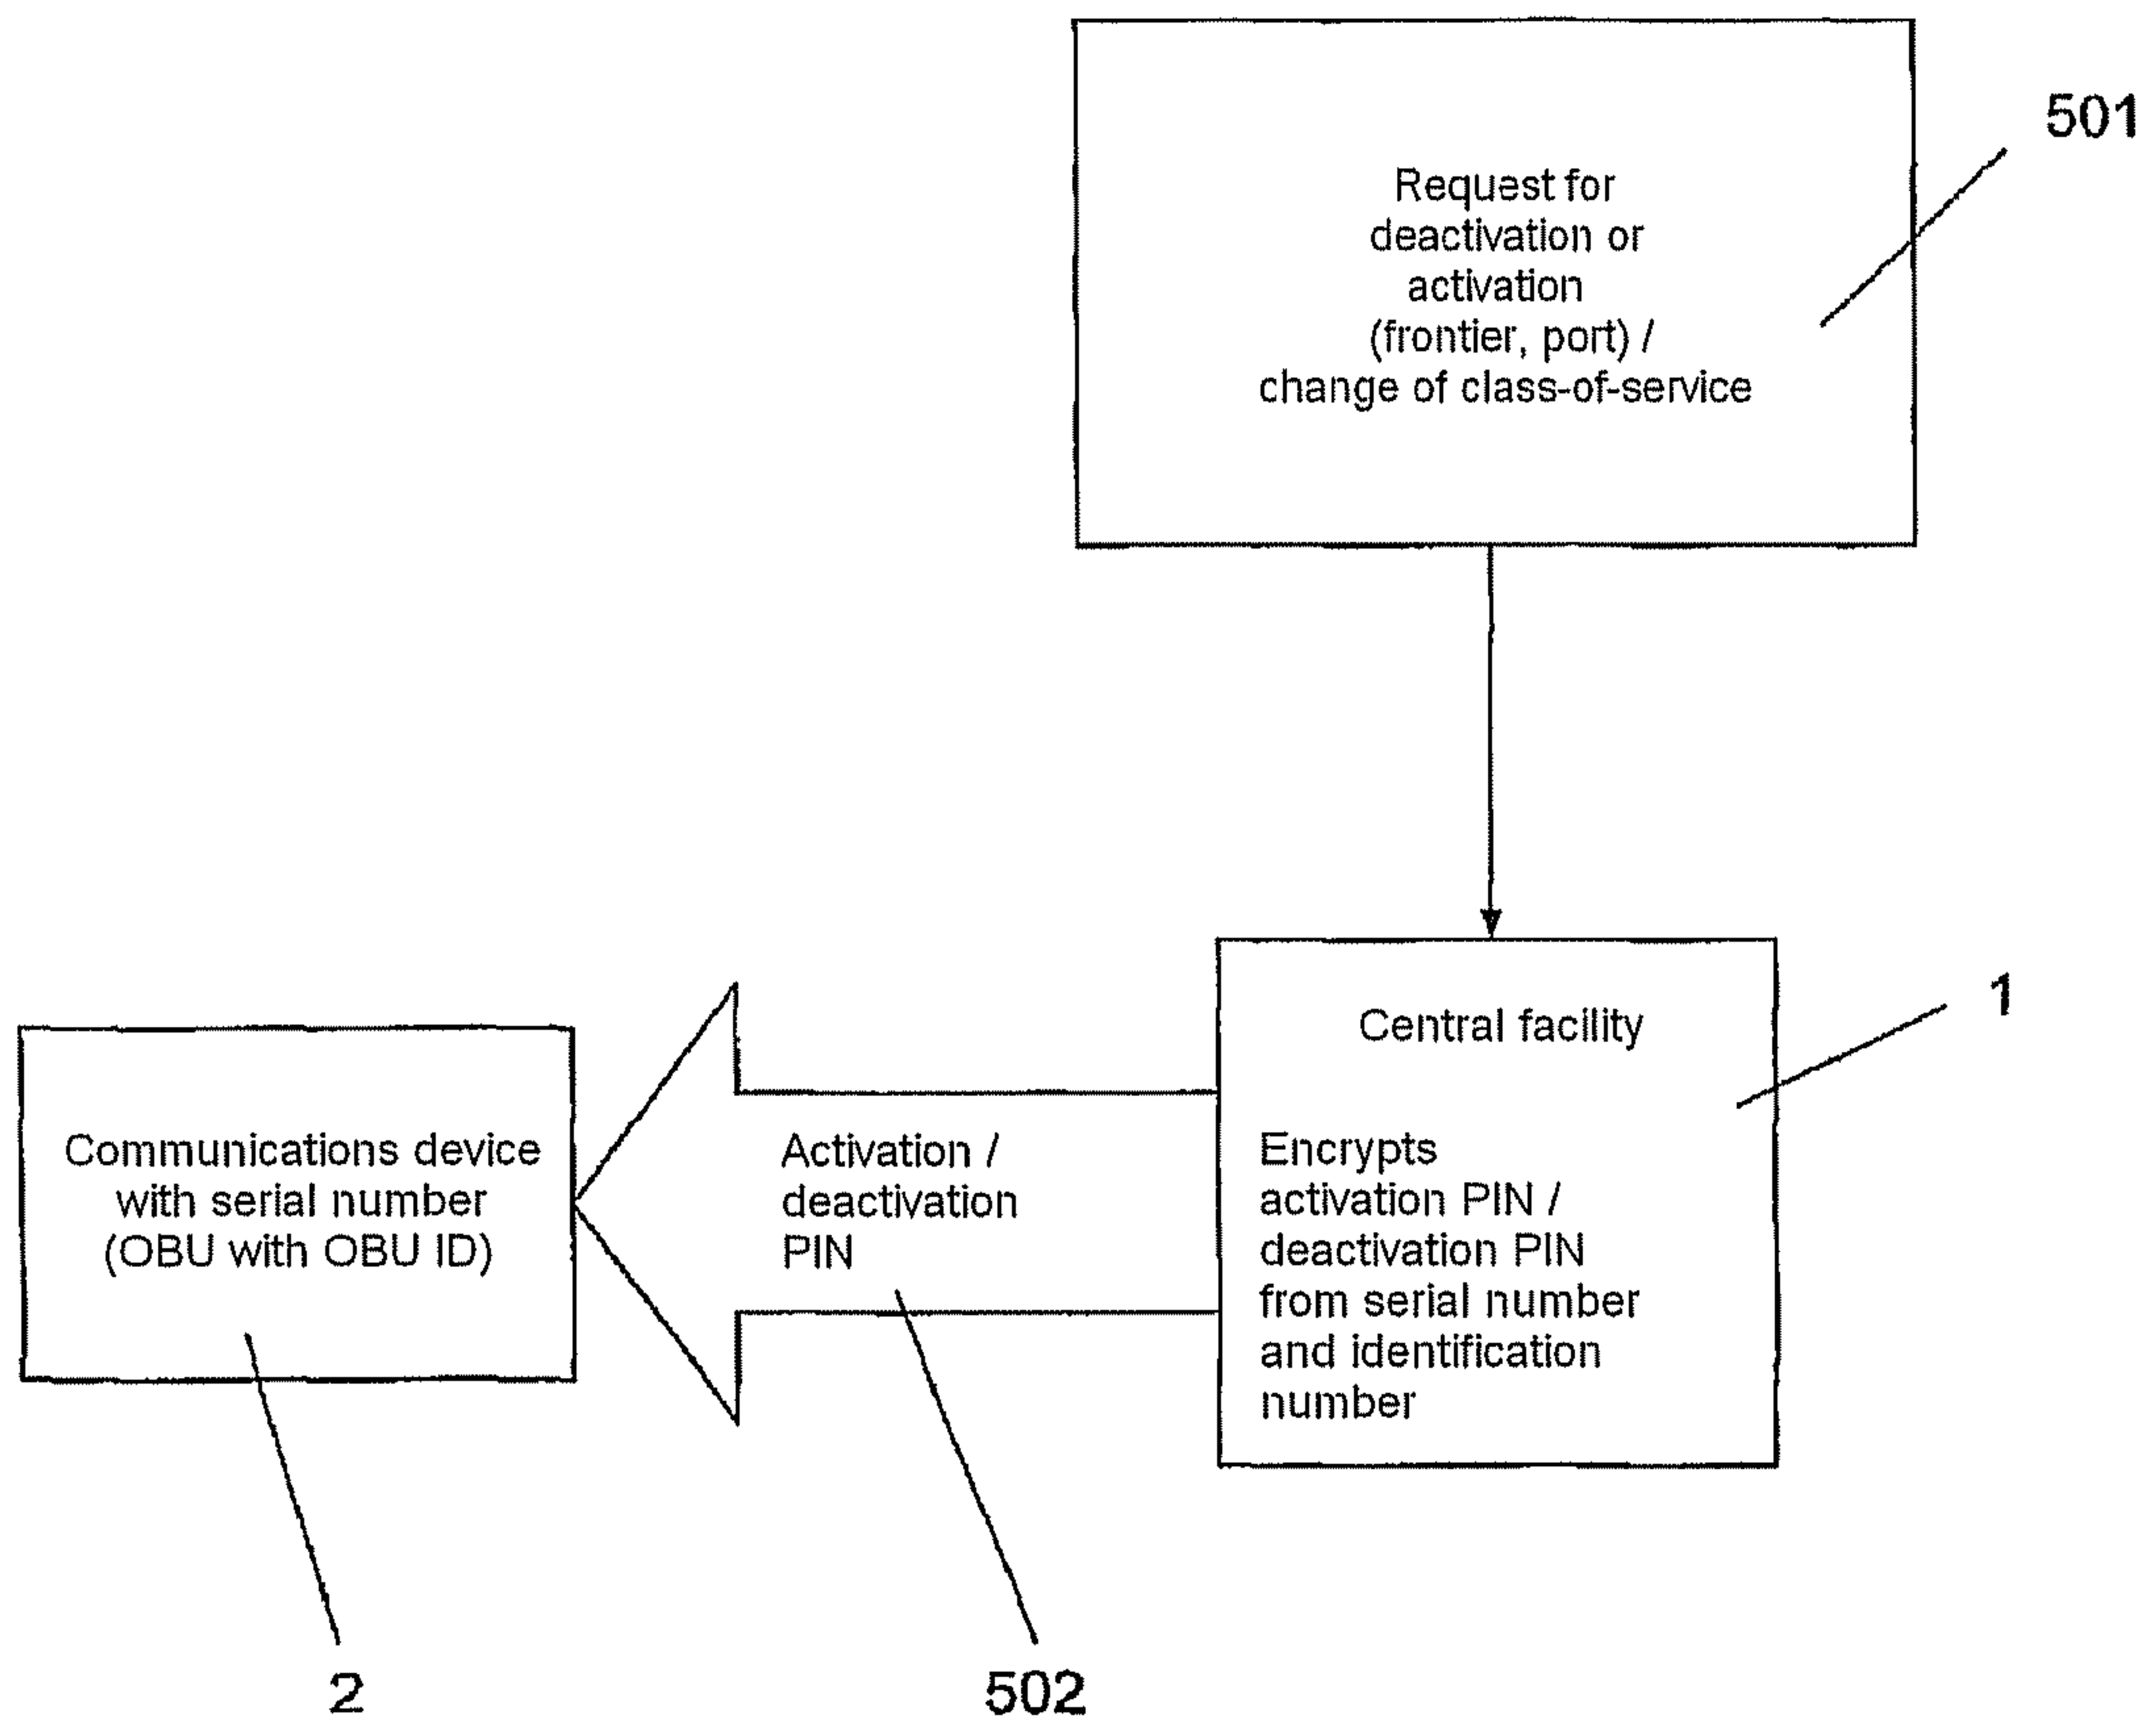 501
Request for
deactivation or
activation
(frontier, port) /
change of class-of-service
1
Central facility
Encrypts
activation PIN /
deactivation PIN
from serial number
and identification
number
Activation /
deactivation
PIN
Communications device
with serial number
(OBU with OBU ID)
2
502